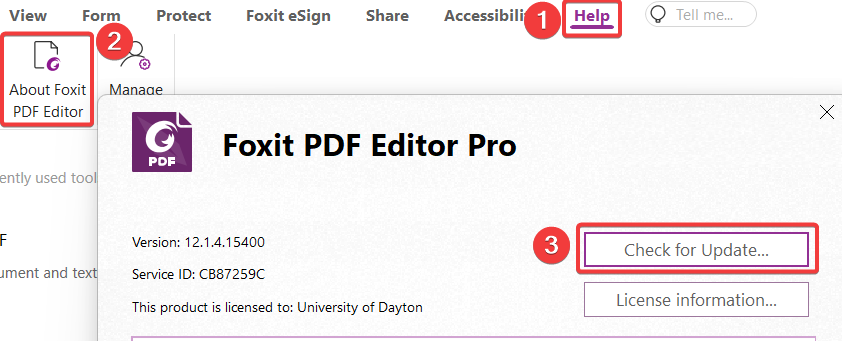 View Form Protect Foxit eSign Share Accessibili 1 Help Tell me...
2
About Foxit
PDF Editor
Manage
PDF
Foxit PDF Editor Pro
ently used tool
F
Version: 12.1.4.15400
3
Check for Update...
ument and text
Service ID: CB87259C
License information...
This product is licensed to: University of Dayton